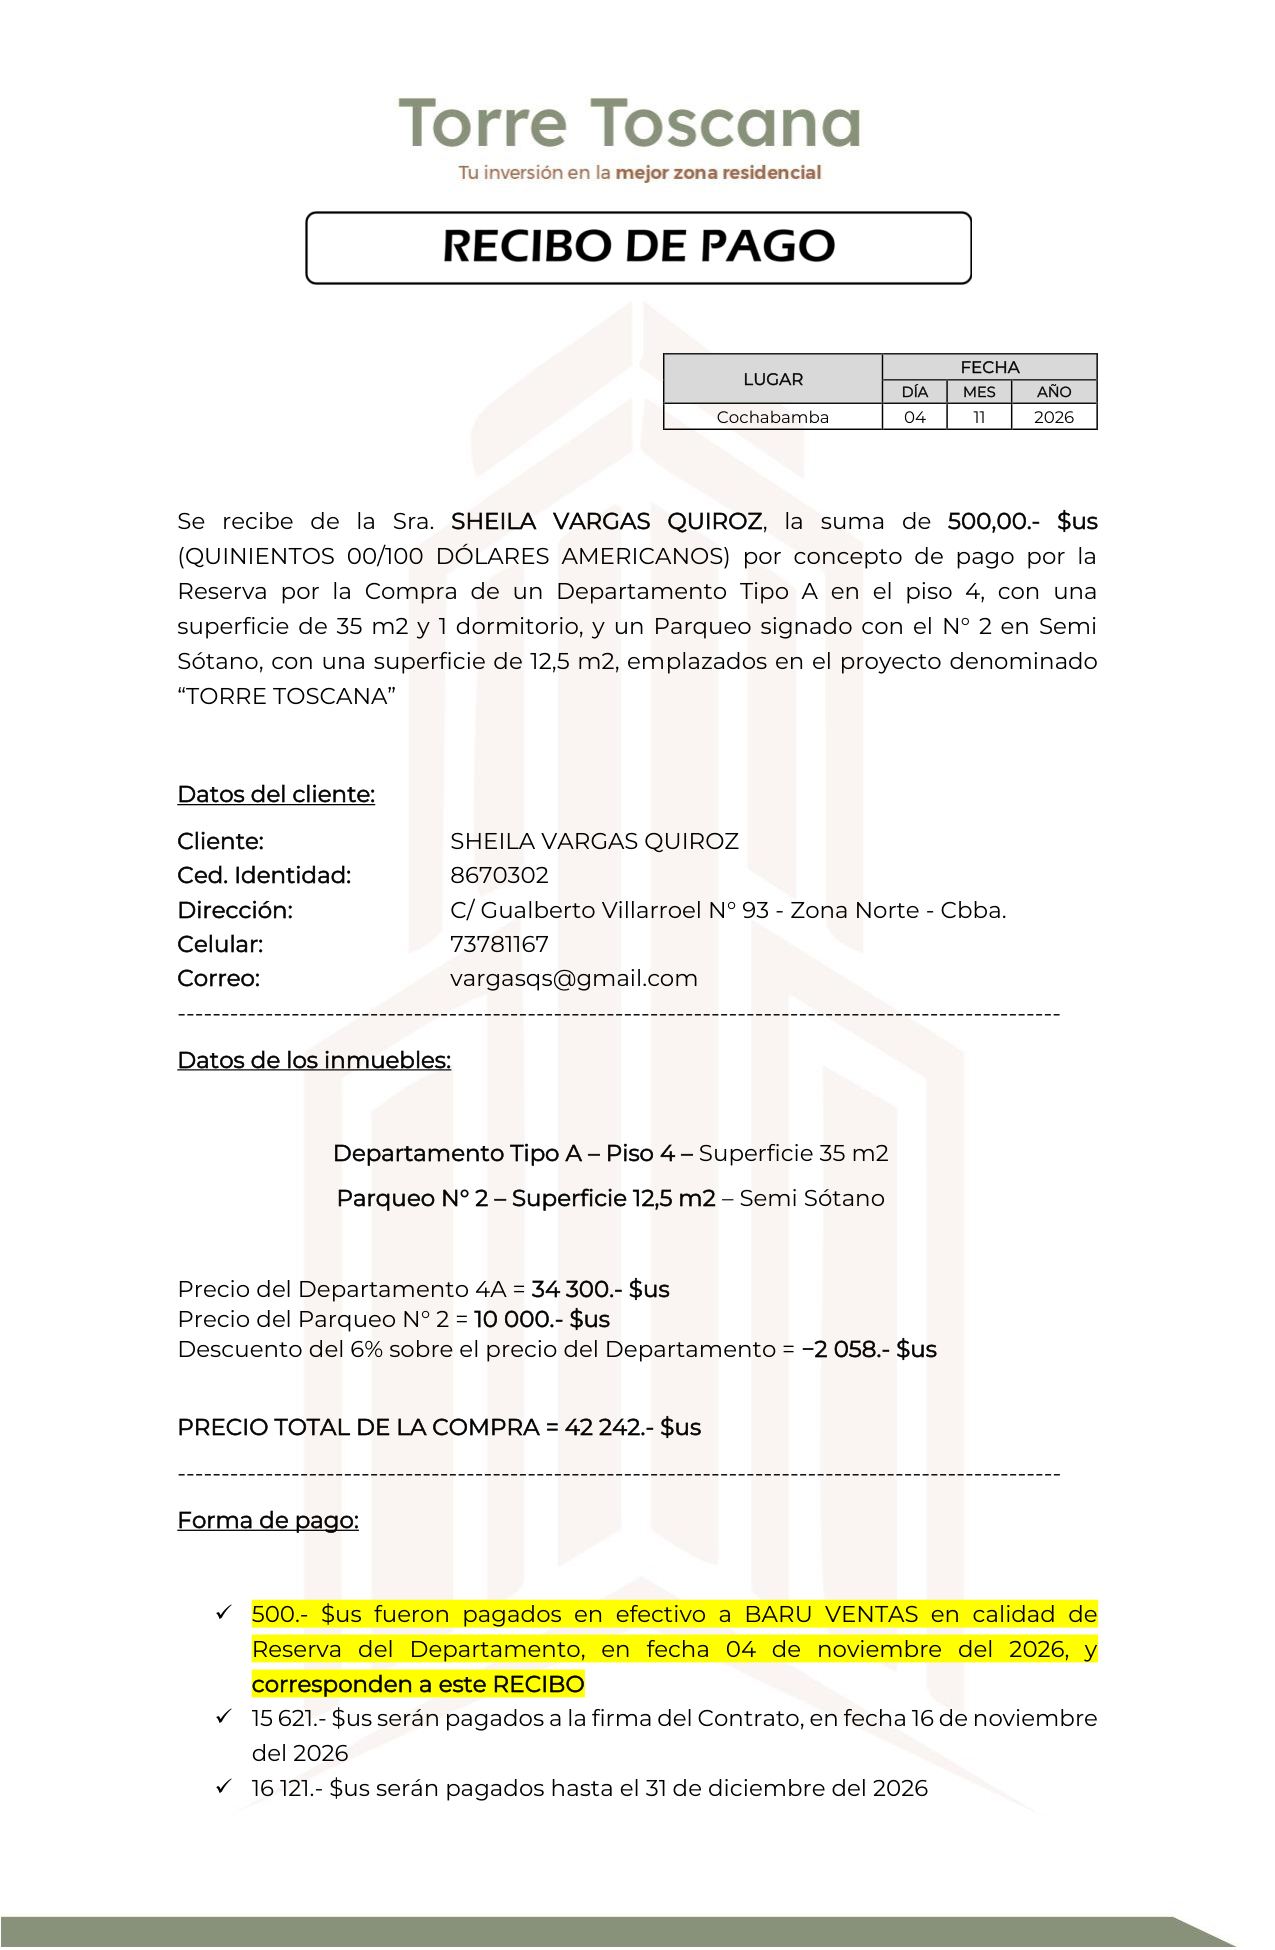 Torre Toscana
Tu inversión en la mejor zona residencial
RECIBO DE PAGO
LUGAR
FECHA
DÍA MES AÑO
Cochabamba 04 11 2026
Se recibe de la Sra. SHEILA VARGAS QUIROZ, la suma de 500,00.- $us
(QUINIENTOS 00/100 DÓLARES AMERICANOS) por concepto de pago por la
Reserva por la Compra de un Departamento Tipo A en el piso 4, con una
superficie de 35 m2 y 1 dormitorio, y un Parqueo signado con el N° 2 en Semi
Sótano, con una superficie de 12,5 m2, emplazados en el proyecto denominado
“TORRE TOSCANA”
Datos del cliente:
Cliente: SHEILA VARGAS QUIROZ
Ced. Identidad: 8670302
Dirección: C/ Gualberto Villarroel N° 93 - Zona Norte - Cbba.
Celular: 73781167
Correo: vargasqs@gmail.com
-----------------------------------------------------------------------------------------------------
Datos de los inmuebles:
Departamento Tipo A – Piso 4 – Superficie 35 m2
Parqueo N° 2 – Superficie 12,5 m2 – Semi Sótano
Precio del Departamento 4A = 34 300.- $us
Precio del Parqueo N° 2 = 10 000.- $us
Descuento del 6% sobre el precio del Departamento = −2 058.- $us
PRECIO TOTAL DE LA COMPRA = 42 242.- $us
-----------------------------------------------------------------------------------------------------
Forma de pago:
✓ 500.- $us fueron pagados en efectivo a BARU VENTAS en calidad de
Reserva del Departamento, en fecha 04 de noviembre del 2026, y
corresponden a este RECIBO
✓ 15 621.- $us serán pagados a la firma del Contrato, en fecha 16 de noviembre
del 2026
✓ 16 121.- $us serán pagados hasta el 31 de diciembre del 2026